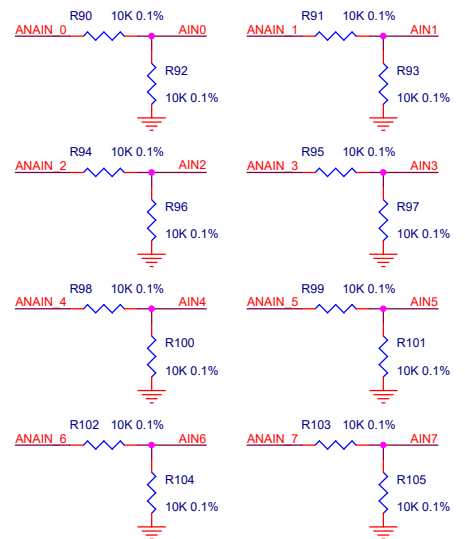 R90 10K 0.1% R91 10K 0.1%
ANAIN_0 AIN0 ANAIN_1 AIN1
R92 R93
10K 0.1% 10K 0.1%
R94 10K 0.1% R95 10K 0.1%
ANAIN_2 AIN2 ANAIN_3 AIN3
R96 R97
10K 0.1% 10K 0.1%
R98 10K 0.1% R99 10K 0.1%
ANAIN_4 AIN4 ANAIN_5 AIN5
R100 R101
10K 0.1% 10K 0.1%
R102 10K 0.1% R103 10K 0.1%
ANAIN_6 AIN6 ANAIN_7 AIN7
R104 R105
10K 0.1% 10K 0.1%